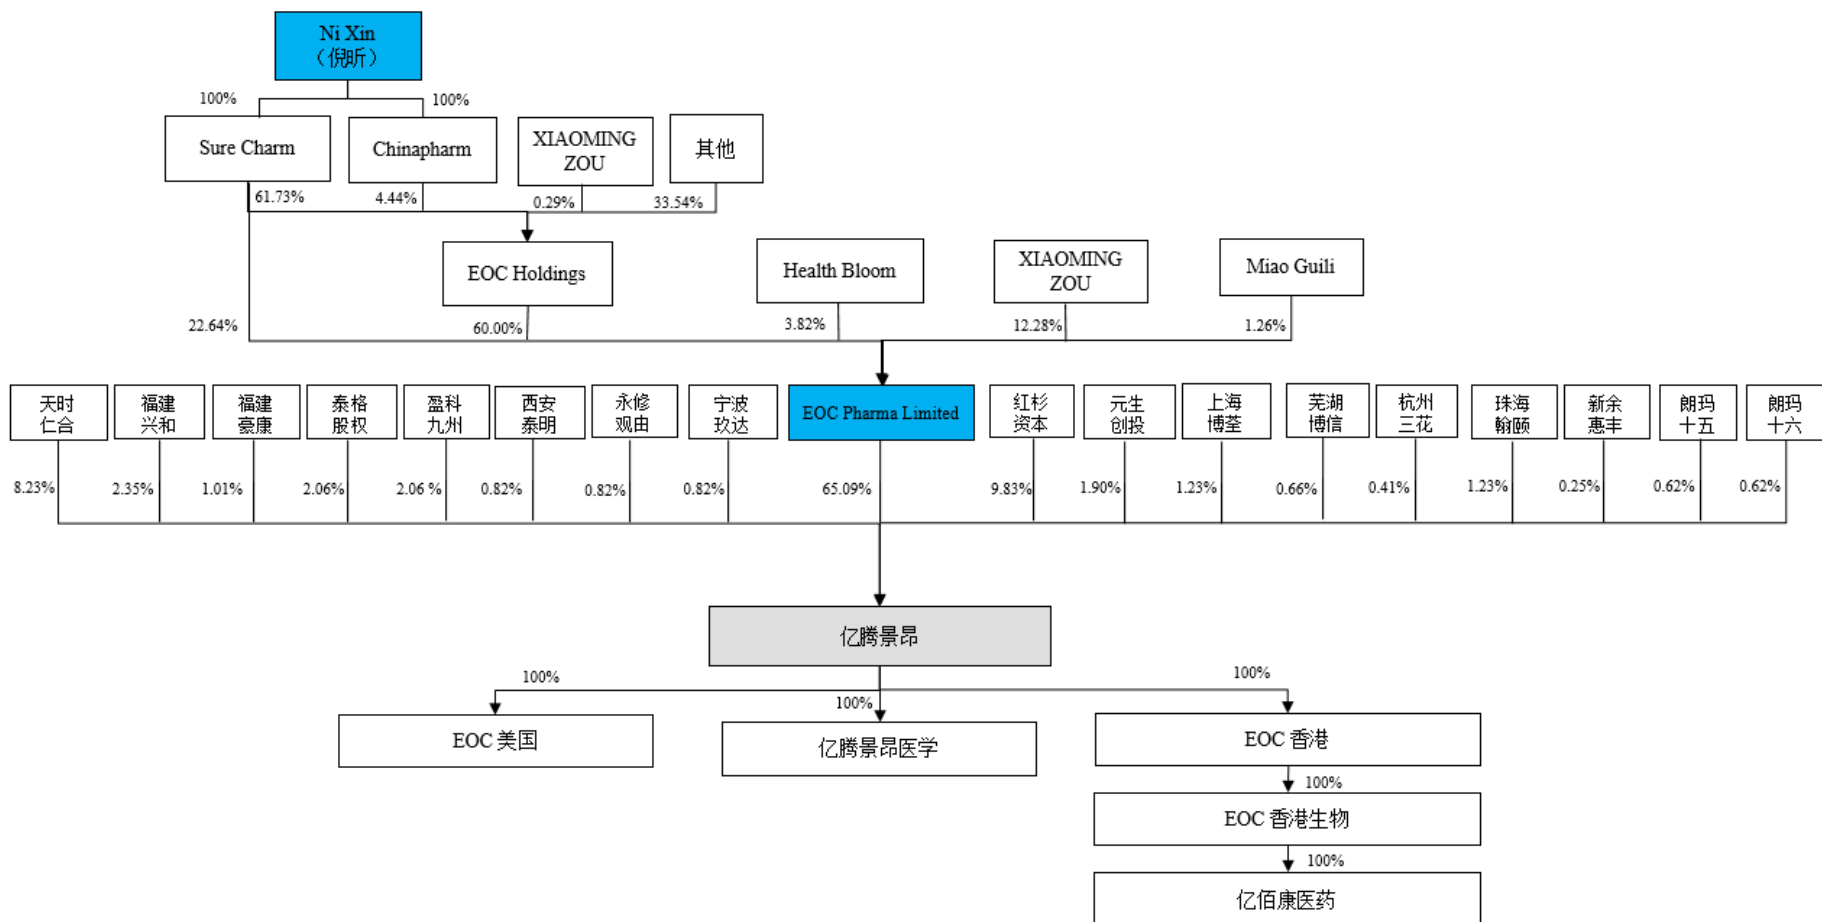 Ni Xin
（倪昕）
100%
100%
Sure Charm
Chinapharm
XIAOMING
ZOU
其他
61.73%
4.44%
0.29%
33.54%
EOC Holdings
Health Bloom
XIAOMING
ZOU
Miao Guili
22.64%
60.00%
3.82%
12.28%
1.26%
天时
仁合
福建
兴和
福建
豪康
泰格
股权
盈科
九州
西安
泰明
永修
观由
宁波
玖达
EOC Pharma Limited
红杉
资本
元生
创投
上海
博荃
芜湖
博信
杭州
三花
珠海
翰颐
新余
惠丰
朗玛
十五
朗玛
十六
8.23%
2.35%
1.01%
2.06%
2.06 %
0.82%
0.82%
0.82%
65.09%
9.83%
1.90%
1.23%
0.66%
0.41%
1.23%
0.25%
0.62%
0.62%
亿腾景昂
100%
100%
100%
EOC 美国
亿腾景昂医学
EOC 香港
100%
EOC 香港生物
100%
亿佰康医药